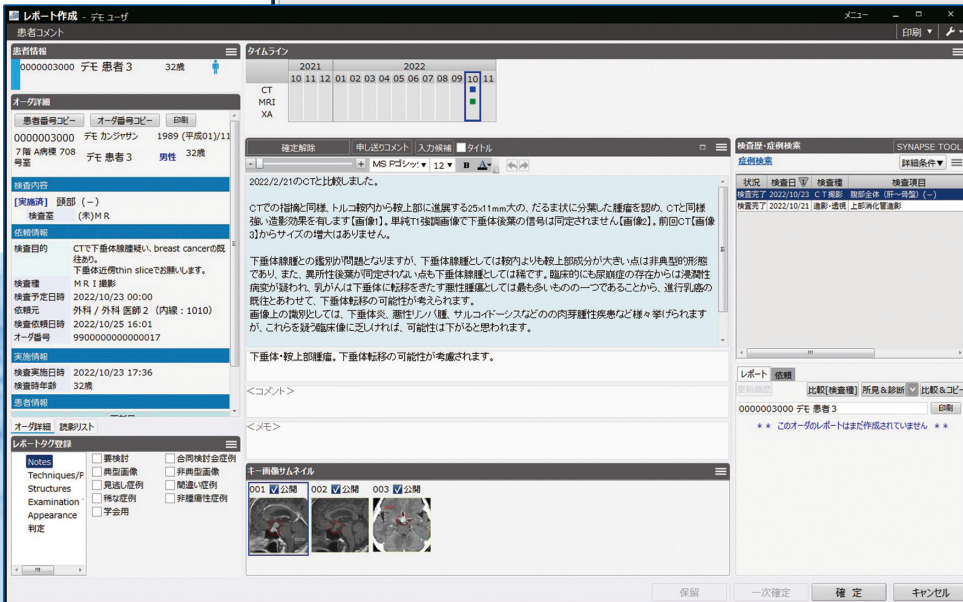 レポート作成 - デモ ユーザ
メニュー
患者コメント
印刷
患者情報
0000003000 デモ 患者３ 32歳
オーダ詳細
患者番号コピー オーダ番号コピー 印刷
0000003000 デモ カンジャサン 1989 (平成01)/11
７階 A病棟 708号室 デモ 患者３ 男性 32歳
検査内容
[実施済] 頭部 (－)
検査室 (未)ＭＲ
依頼情報
検査目的 CTで下垂体線腫疑い、breast cancerの既往あり。
下垂体近傍thin sliceでお願いします。
検査種 ＭＲＩ撮影
検査予定日時 2022/10/23 00:00
依頼元 外科 / 外科 医師２ (内線：1010)
検査依頼日時 2022/10/25 16:01
オーダ番号 9900000000000017
実施情報
検査実施日時 2022/10/23 17:36
検査時年齢 32歳
患者情報
オーダ詳細 読影リスト
レポートタグ登録
Notes
Techniques/P
Structures
Examination
Appearance
判定
要検討 合同検討会症例
典型画像 非典型画像
見逃し症例 間違い症例
稀な症例 非腫瘍性症例
学会用
タイムライン
2021 2022
10 11 12 01 02 03 04 05 06 07 08 09 10 11
CT
MRI
XA
確定解除 申し送りコメント 入力候補 タイトル
MS Pゴシッ 12 B A
2022/2/21のCTと比較しました。
CTでの指摘と同様、トルコ鞍内から鞍上部に進展する25x11mm大の、だるま状に分葉した腫瘤を認め、CTと同様
強い造影効果を有します【画像1】。単純T1強調画像で下垂体後葉の信号は同定されません【画像2】。前回CT【画像
3】からサイズの増大はありません。
下垂体線腫との鑑別が問題となりますが、下垂体線腫としては鞍内よりも鞍上部成分が大きい点は非典型的形態
であり、また、異所性後葉が同定されない点も下垂体線腫としては稀です。臨床的にも尿崩症の存在からは浸潤性
病変が疑われ、乳がんは下垂体に転移をきたす悪性腫瘍としては最も多いものの一つであることから、進行乳癌の
既往とあわせて、下垂体転移の可能性が考えられます。
画像上の識別としては、下垂体炎、悪性リンパ腫、サルコイドーシスなどのの肉芽腫性疾患など様々挙げられます
が、これらを疑う臨床像に乏しければ、可能性は下がると思われます。
下垂体・鞍上部腫瘤。下垂体転移の可能性が考慮されます。
<コメント>
<メモ>
キー画像サムネイル
001 公開 002 公開 003 公開
検査歴・症例検索 SYNAPSE TOOL
症例検索 詳細条件
状況 検査日 検査種 検査項目
検査完了 2022/10/23 ＣＴ撮影 腹部全体 (肝～骨盤) (－)
検査完了 2022/10/21 造影・透視 上部消化管造影
レポート 依頼
更新履歴 比較[検査種] 所見＆診断 比較＆コピー
0000003000 デモ 患者３ 印刷
＊＊ このオーダのレポートはまだ作成されていません ＊＊
保留 一次確定 確 定 キャンセル